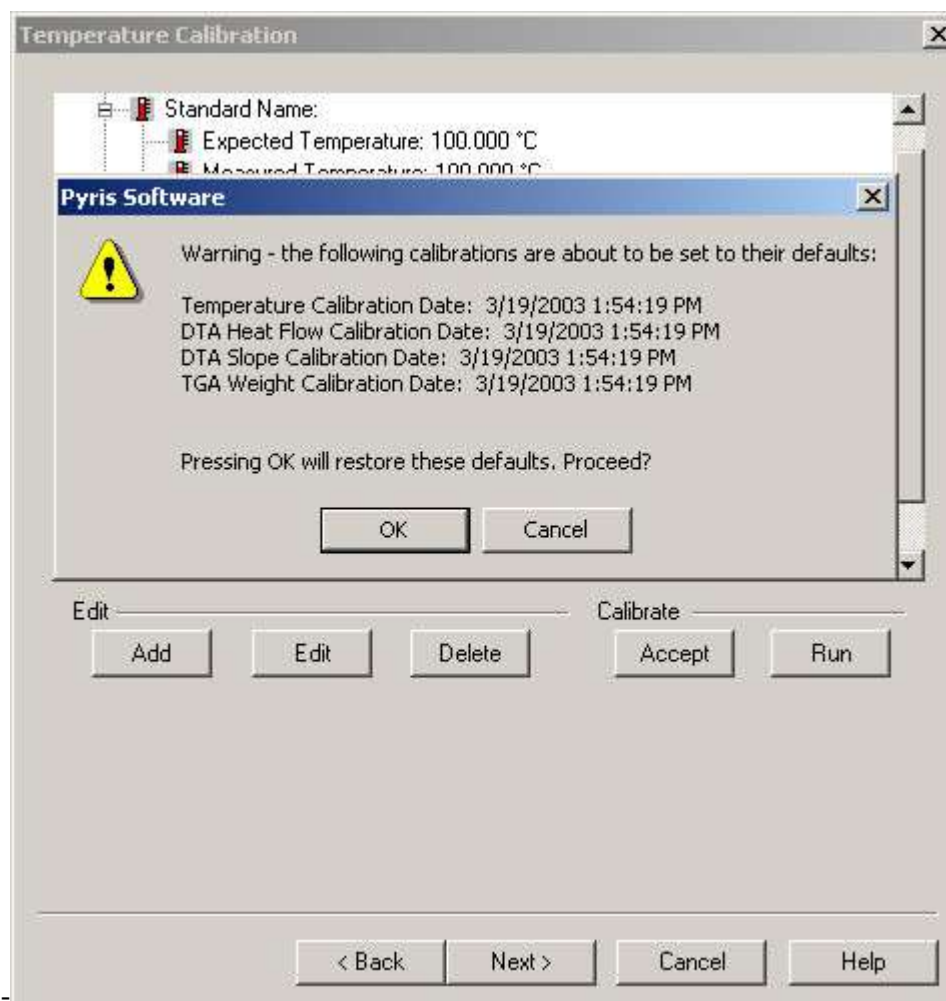 Temperature Calibration
Standard Name:
Expected Temperature: 100.000 °C
Measured Temperature: 100.000 °C
Pyris Software
Warning - the following calibrations are about to be set to their defaults:
Temperature Calibration Date: 3/19/2003 1:54:19 PM
DTA Heat Flow Calibration Date: 3/19/2003 1:54:19 PM
DTA Slope Calibration Date: 3/19/2003 1:54:19 PM
TGA Weight Calibration Date: 3/19/2003 1:54:19 PM
Pressing OK will restore these defaults. Proceed?
OK Cancel
Edit Calibrate
Add Edit Delete Accept Run
< Back Next > Cancel Help